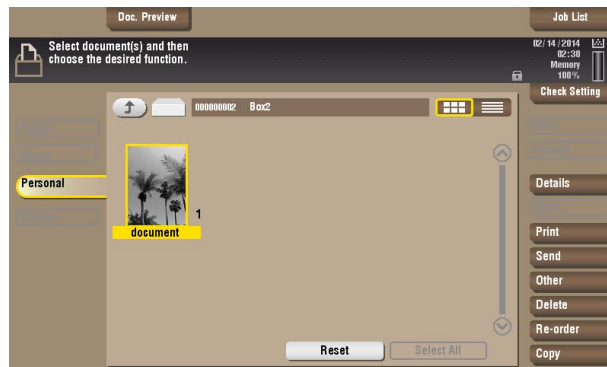 Doc. Preview
Job List
Select document(s) and then
choose the desired function.
02/14/2014
02:30
Memory
100%
Check Setting
000000002 Box2
Personal
1
document
Details
Print
Send
Other
Delete
Re-order
Copy
Reset
Select All